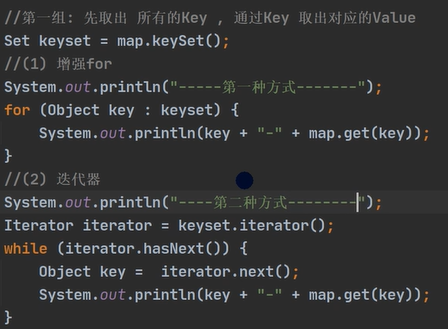 //第一组: 先取出 所有的Key , 通过Key 取出对应的Value
Set keyset = map.keySet();
//(1) 增强for
System.out.println("-----第一种方式-------");
for (Object key : keyset) {
    System.out.println(key + "-" + map.get(key));
}
//(2) 迭代器
System.out.println("----第二种方式--------");
Iterator iterator = keyset.iterator();
while (iterator.hasNext()) {
    Object key =  iterator.next();
    System.out.println(key + "-" + map.get(key));
}